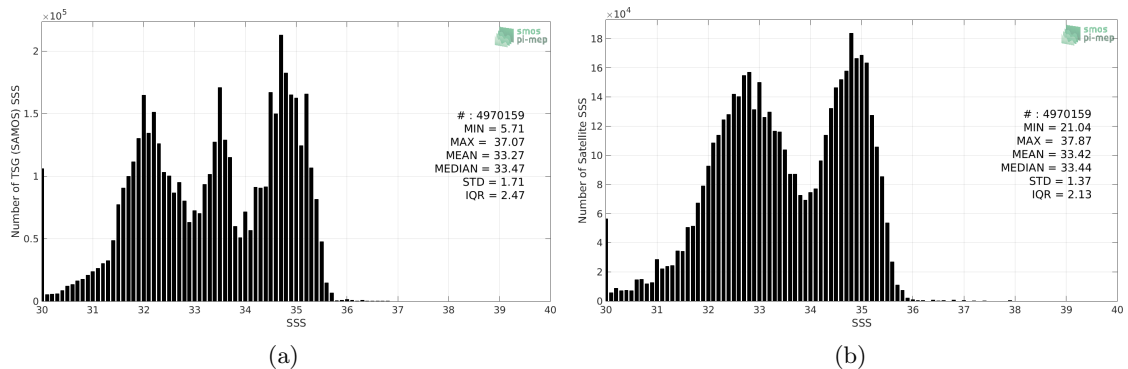 ×10⁵
Number of TSG (SAMOS) SSS
2
1.5
1
0.5
0
30 31 32 33 34 35 36 37 38 39 40
SSS
smos
pi-mep
# : 4970159
MIN = 5.71
MAX = 37.07
MEAN = 33.27
MEDIAN = 33.47
STD = 1.71
IQR = 2.47
(a)
×10⁴
Number of Satellite SSS
18
16
14
12
10
8
6
4
2
0
30 31 32 33 34 35 36 37 38 39 40
SSS
smos
pi-mep
# : 4970159
MIN = 21.04
MAX = 37.87
MEAN = 33.42
MEDIAN = 33.44
STD = 1.37
IQR = 2.13
(b)